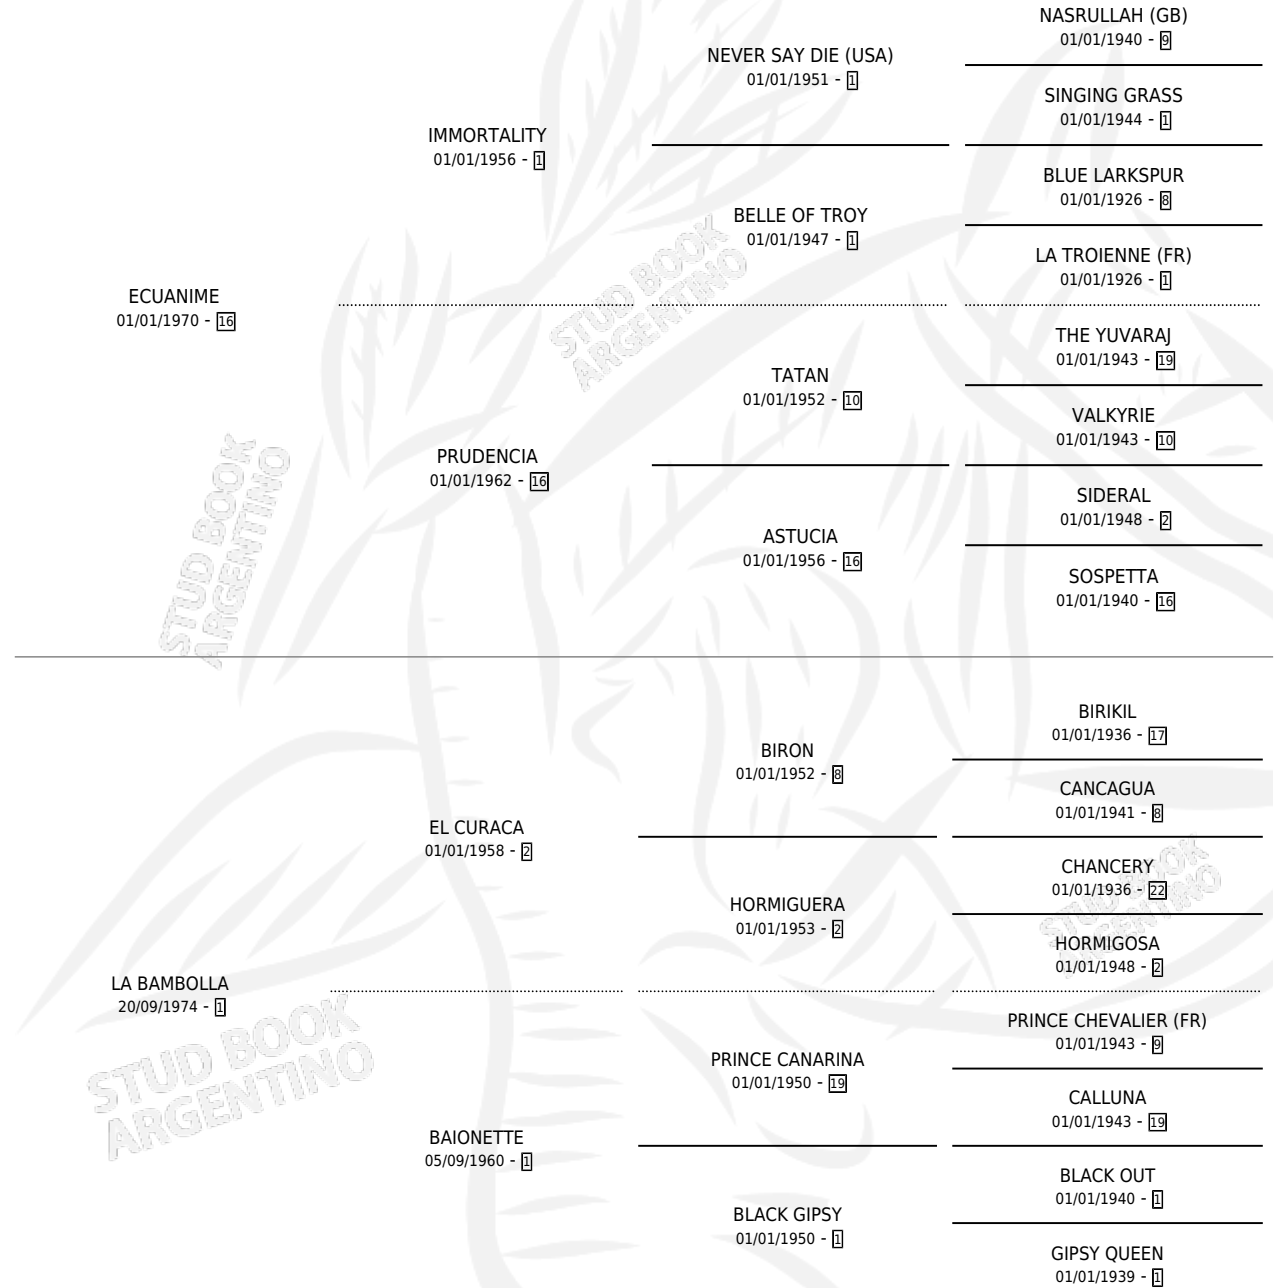 NASRULLAH (GB)
01/01/1940 - 9
NEVER SAY DIE (USA)
01/01/1951 - 1
SINGING GRASS
01/01/1944 - 1
IMMORTALITY
01/01/1956 - 1
BLUE LARKSPUR
01/01/1926 - 8
BELLE OF TROY
01/01/1947 - 1
LA TROIENNE (FR)
01/01/1926 - 1
ECUANIME
01/01/1970 - 16
THE YUVARAJ
01/01/1943 - 19
TATAN
01/01/1952 - 10
VALKYRIE
01/01/1943 - 10
PRUDENCIA
01/01/1962 - 16
SIDERAL
01/01/1948 - 2
ASTUCIA
01/01/1956 - 16
SOSPETTA
01/01/1940 - 16
STUD BOOK
ARGENTINO
STUD BOOK
ARGENTINO
BIRIKIL
01/01/1936 - 17
BIRON
01/01/1952 - 8
CANCAGUA
01/01/1941 - 8
EL CURACA
01/01/1958 - 2
CHANCERY
01/01/1936 - 22
HORMIGUERA
01/01/1953 - 2
HORMIGOSA
01/01/1948 - 2
STUD BOOK
ARGENTINO
LA BAMBOLLA
20/09/1974 - 1
PRINCE CHEVALIER (FR)
01/01/1943 - 9
PRINCE CANARINA
01/01/1950 - 19
CALLUNA
01/01/1943 - 19
STUD BOOK
ARGENTINO
BAIONETTE
05/09/1960 - 1
BLACK OUT
01/01/1940 - 1
BLACK GIPSY
01/01/1950 - 1
GIPSY QUEEN
01/01/1939 - 1